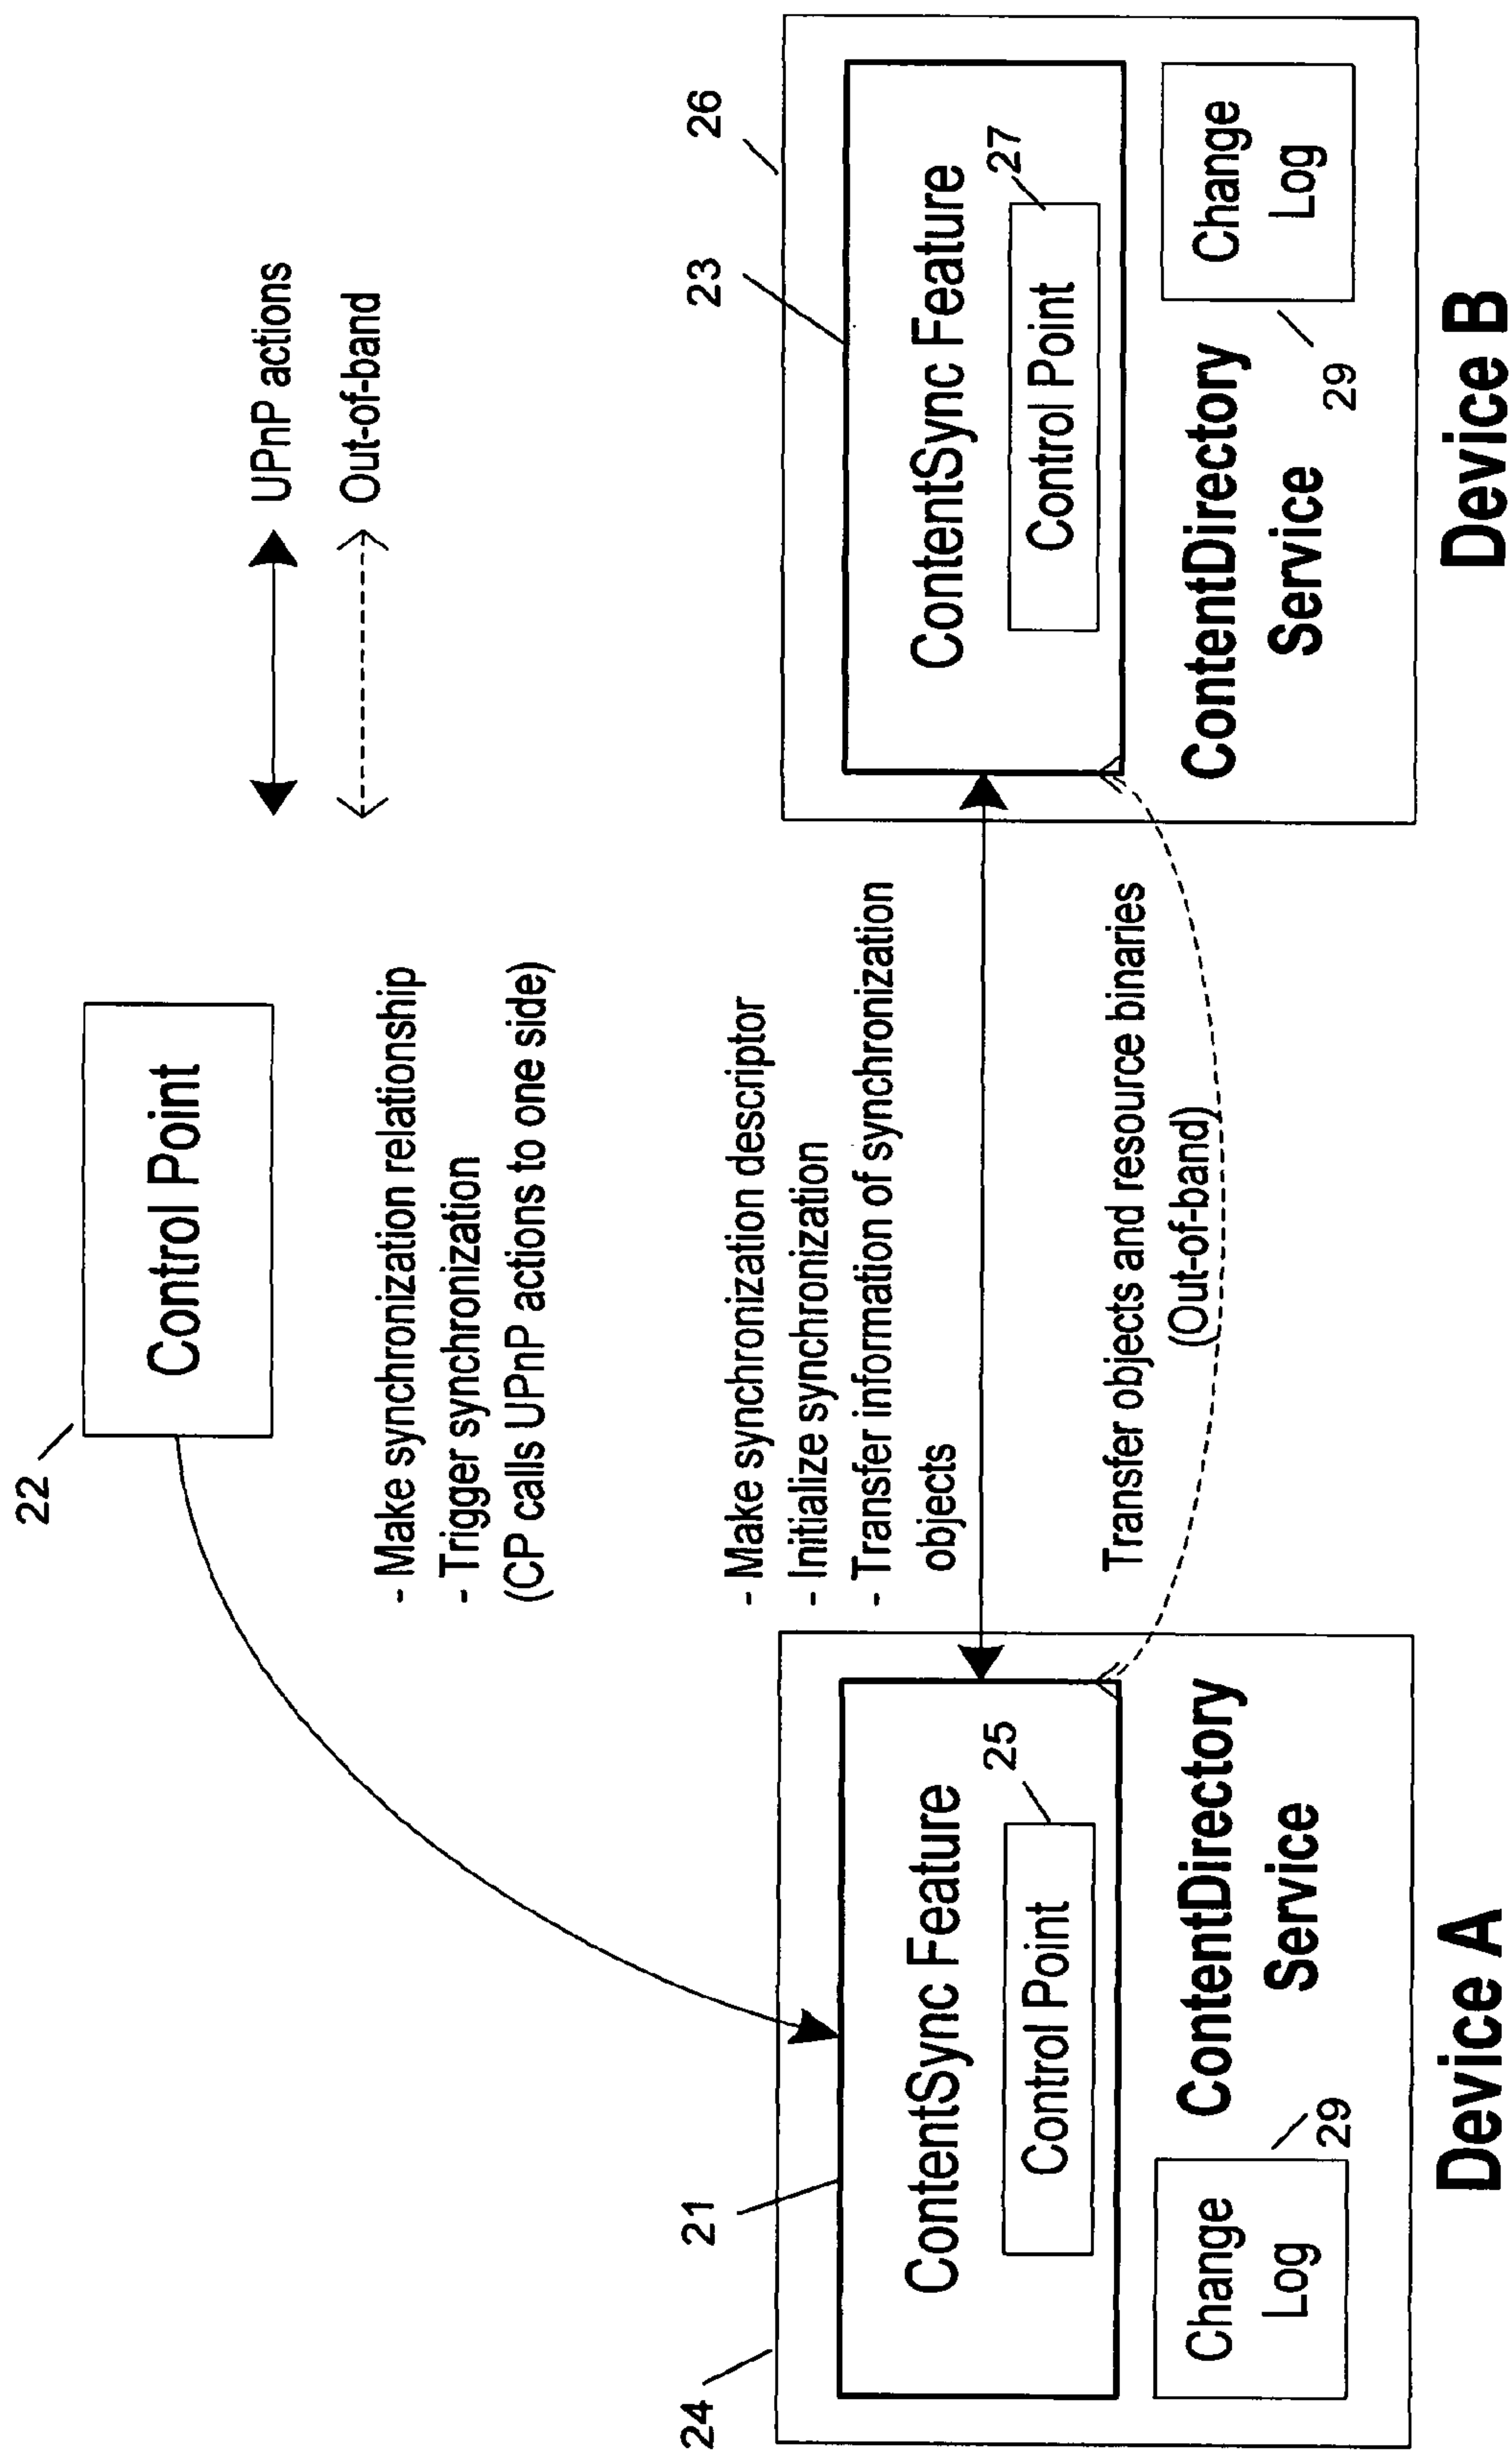 22
Control Point
UPnP actions
Out-of-band
- Make synchronization relationship
- Trigger synchronization
(CP calls UPnP actions to one side)
24
21
ContentSync Feature
25
Control Point
ContentDirectory
Service
Change
Log
29
Device A
- Make synchronization descriptor
- Initialize synchronization
- Transfer information of synchronization
objects
Transfer objects and resource binaries
(Out-of-band)
23
26
ContentSync Feature
27
Control Point
ContentDirectory
Service
29
Change
Log
Device B